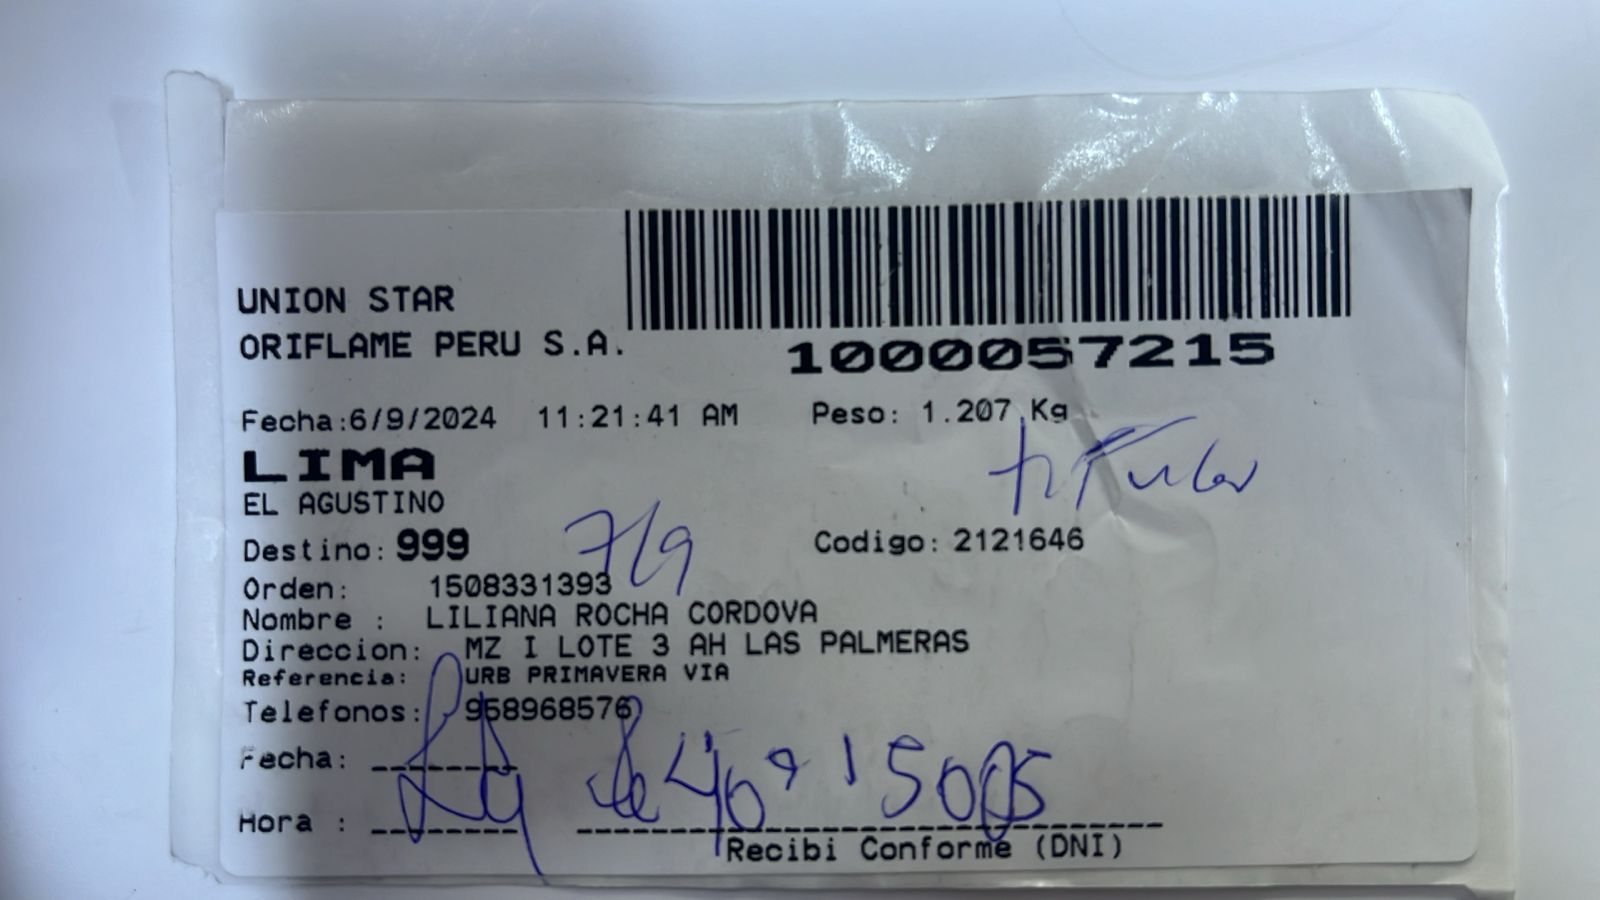 UNION STAR
ORIFLAME PERU S.A.
1000057215
Fecha:6/9/2024 11:21:41 AM Peso: 1.207 Kg
LIMA
titular
EL AGUSTINO
7/9
Destino: 999 Codigo: 2121646
Orden: 1508331393
Nombre : LILIANA ROCHA CORDOVA
Direccion: MZ I LOTE 3 AH LAS PALMERAS
Referencia: URB PRIMAVERA VIA
Telefonos: 958968576
Fecha:
Hora :
Recibi Conforme (DNI)